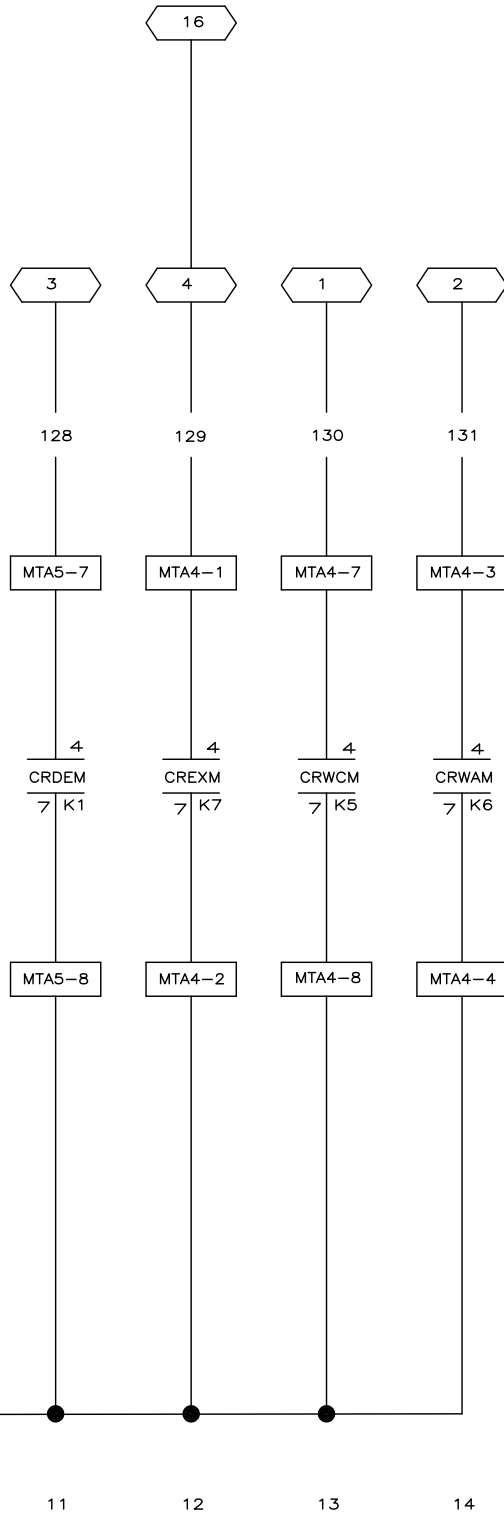 16
3 4 1 2
128 129 130 131
MTA5-7 MTA4-1 MTA4-7 MTA4-3
4 4 4 4
CRDEM CREXM CRWCM CRWAM
7 K1 7 K7 7 K5 7 K6
MTA5-8 MTA4-2 MTA4-8 MTA4-4
11 12 13 14